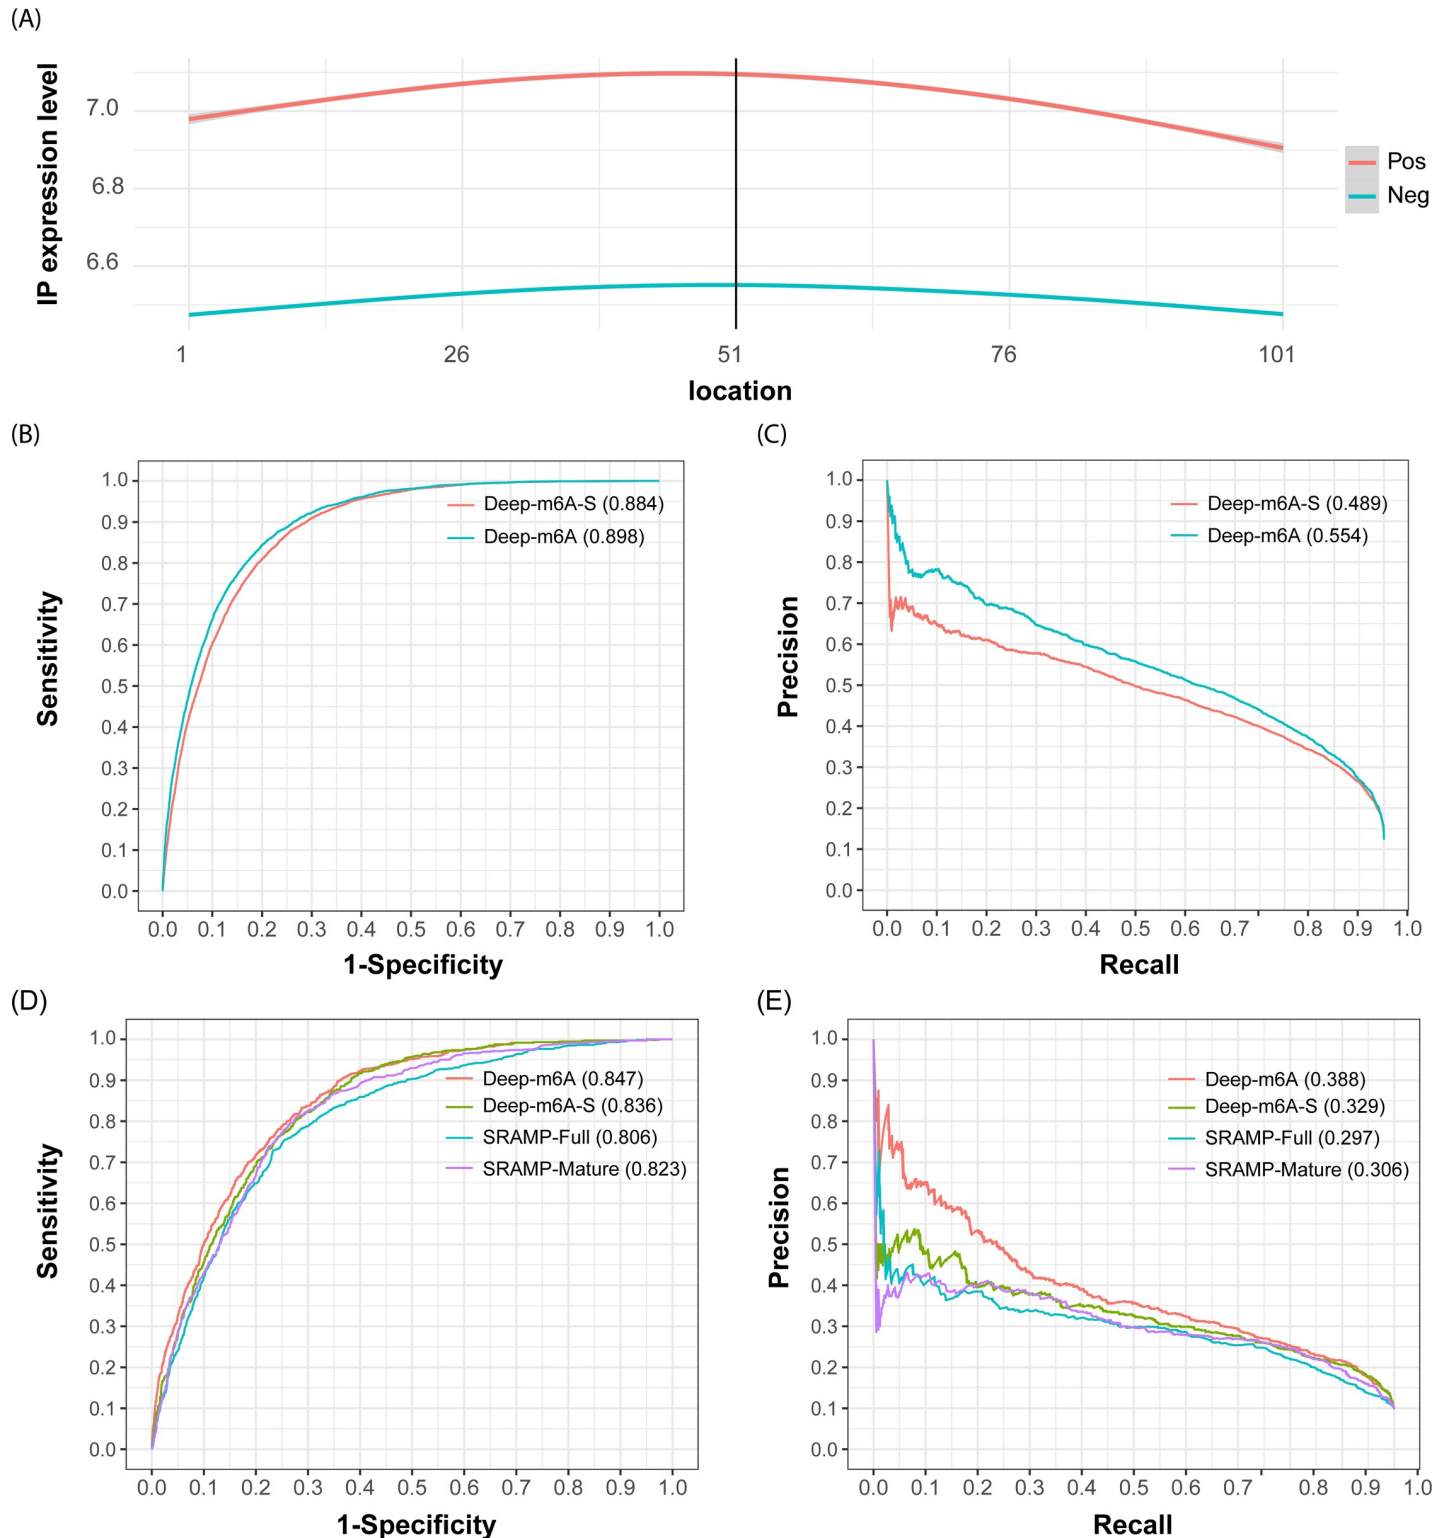 (A)
IP expression level
7.0
6.8
6.6
1 26 51 76 101
location
Pos
Neg
(B)
Sensitivity
1.0
0.9
0.8
0.7
0.6
0.5
0.4
0.3
0.2
0.1
0.0
Deep-m6A-S (0.884)
Deep-m6A (0.898)
0.0 0.1 0.2 0.3 0.4 0.5 0.6 0.7 0.8 0.9 1.0
1-Specificity
(C)
Precision
1.0
0.9
0.8
0.7
0.6
0.5
0.4
0.3
0.2
0.1
0.0
Deep-m6A-S (0.489)
Deep-m6A (0.554)
0.0 0.1 0.2 0.3 0.4 0.5 0.6 0.7 0.8 0.9 1.0
Recall
(D)
Sensitivity
1.0
0.9
0.8
0.7
0.6
0.5
0.4
0.3
0.2
0.1
0.0
Deep-m6A (0.847)
Deep-m6A-S (0.836)
SRAMP-Full (0.806)
SRAMP-Mature (0.823)
0.0 0.1 0.2 0.3 0.4 0.5 0.6 0.7 0.8 0.9 1.0
1-Specificity
(E)
Precision
1.0
0.9
0.8
0.7
0.6
0.5
0.4
0.3
0.2
0.1
0.0
Deep-m6A (0.388)
Deep-m6A-S (0.329)
SRAMP-Full (0.297)
SRAMP-Mature (0.306)
0.0 0.1 0.2 0.3 0.4 0.5 0.6 0.7 0.8 0.9 1.0
Recall